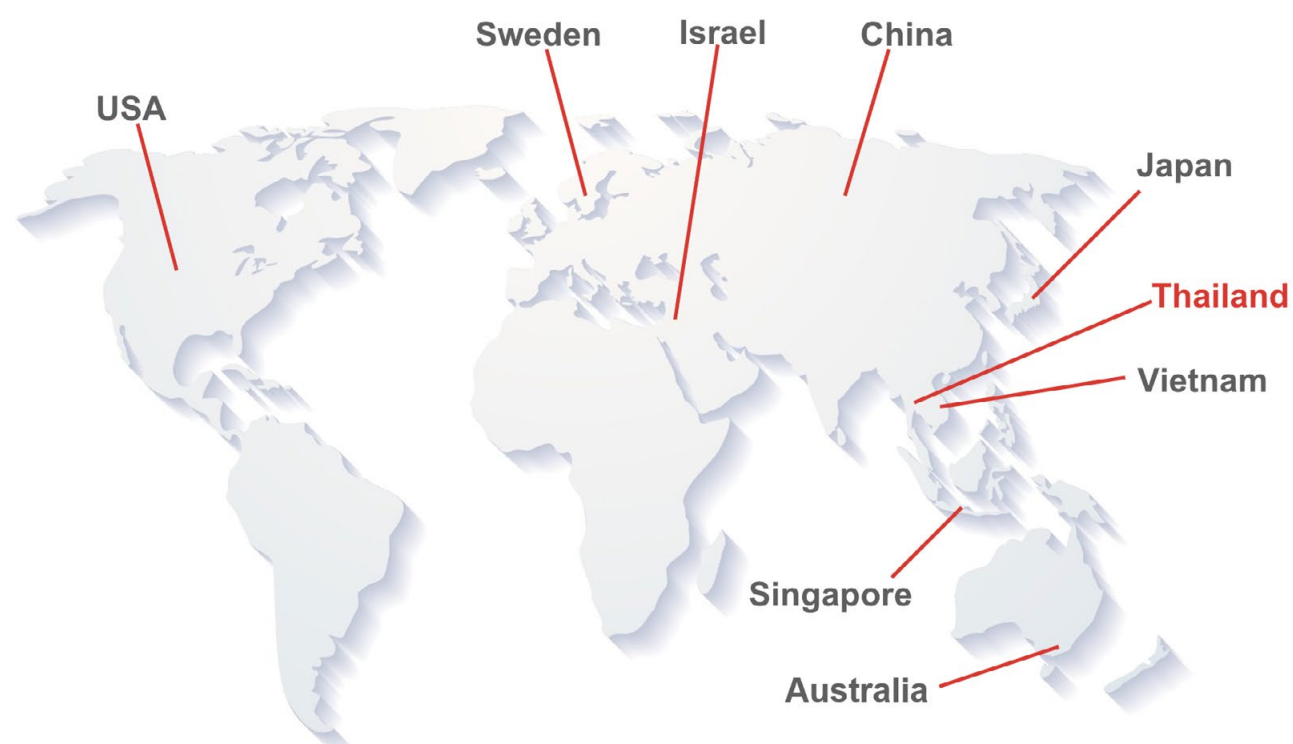 Sweden
Israel
China
USA
Japan
Thailand
Vietnam
Singapore
Australia